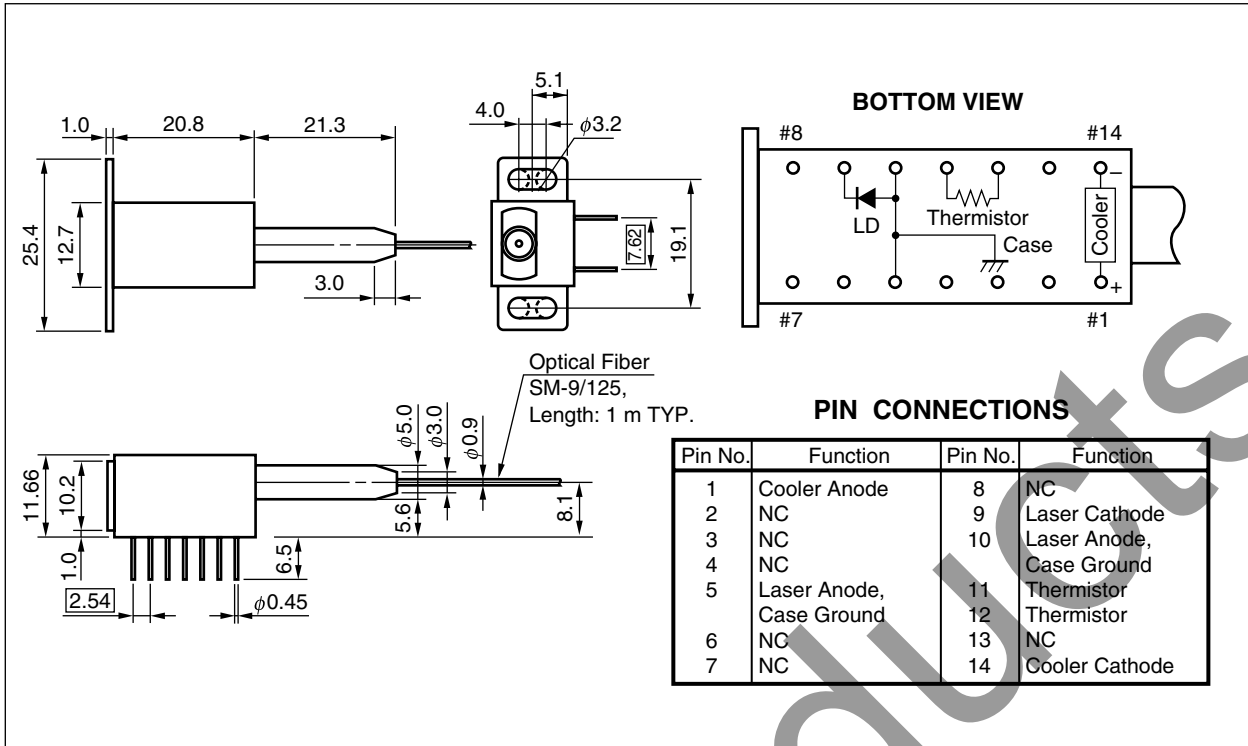 1.0
20.8
21.3
25.4
12.7
3.0
5.1
4.0
φ3.2
7.62
19.1
BOTTOM VIEW
#8
#14
–
LD
Thermistor
Case
Cooler
+
#7
#1
Optical Fiber
SM-9/125,
Length: 1 m TYP.
11.66
10.2
1.0
2.54
φ0.45
6.5
φ5.0
φ3.0
φ0.9
5.6
8.1
PIN CONNECTIONS
Pin No. Function Pin No. Function
1 Cooler Anode 8 NC
2 NC 9 Laser Cathode
3 NC 10 Laser Anode,
4 NC Case Ground
5 Laser Anode, 11 Thermistor
Case Ground 12 Thermistor
6 NC 13 NC
7 NC 14 Cooler Cathode
ducts